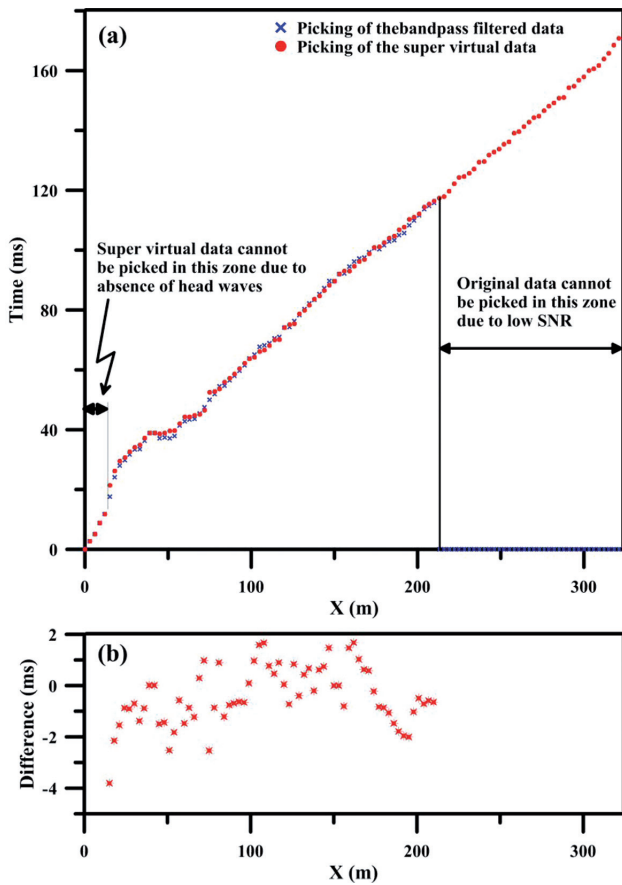 (a)
× Picking of thebandpass filtered data
● Picking of the super virtual data
160
120
80
40
0
Time (ms)
Super virtual data cannot
be picked in this zone due to
absence of head waves
Original data cannot
be picked in this zone
due to low SNR
0
100
200
300
X (m)
(b)
2
0
-2
-4
Difference (ms)
0
100
200
300
X (m)